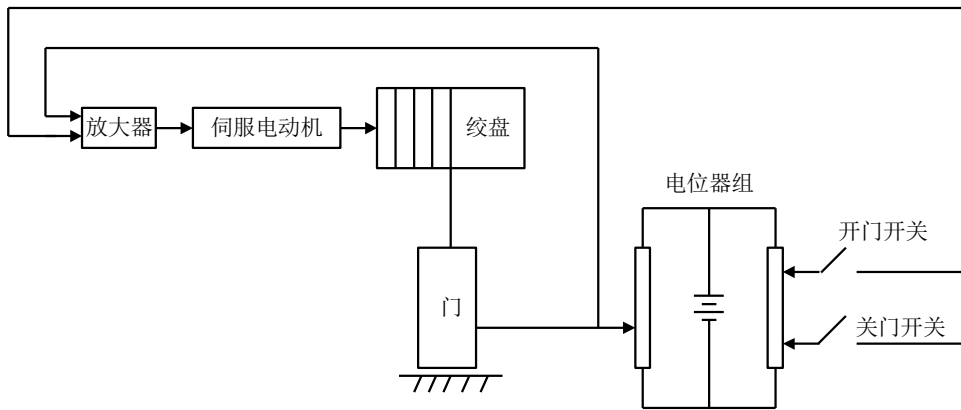 放大器
伺服电动机
绞盘
电位器组
开门开关
门
关门开关